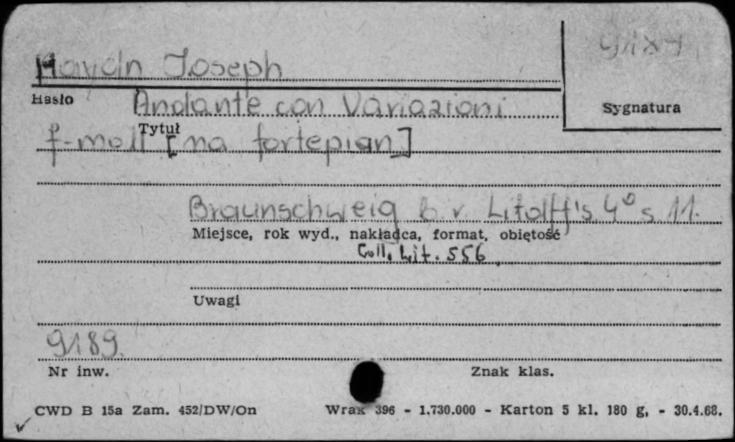 Haydn Joseph
Hasło
Sygnatura
Andante con Variazioni
Tytuł
f-moll [na fortepian]
Braunschweig b.r. Litolff's 4° s 11.
Miejsce, rok wyd., nakładca, format, objętość
Coll. Lit. 556
Uwagi
9189.
Nr inw.
Znak klas.
CWD B 15a Zam. 452/DW/On
Wrak 396 - 1.730.000 - Karton 5 kl. 180 g, - 30.4.68.